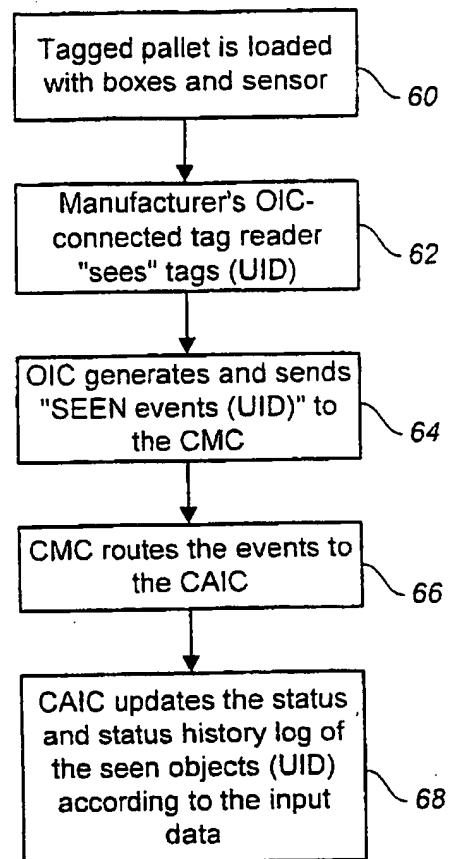 Tagged pallet is loaded
with boxes and sensor
60
Manufacturer's OIC-
connected tag reader
"sees" tags (UID)
62
OIC generates and sends
"SEEN events (UID)" to
the CMC
64
CMC routes the events to
the CAIC
66
CAIC updates the status
and status history log of
the seen objects (UID)
according to the input
data
68